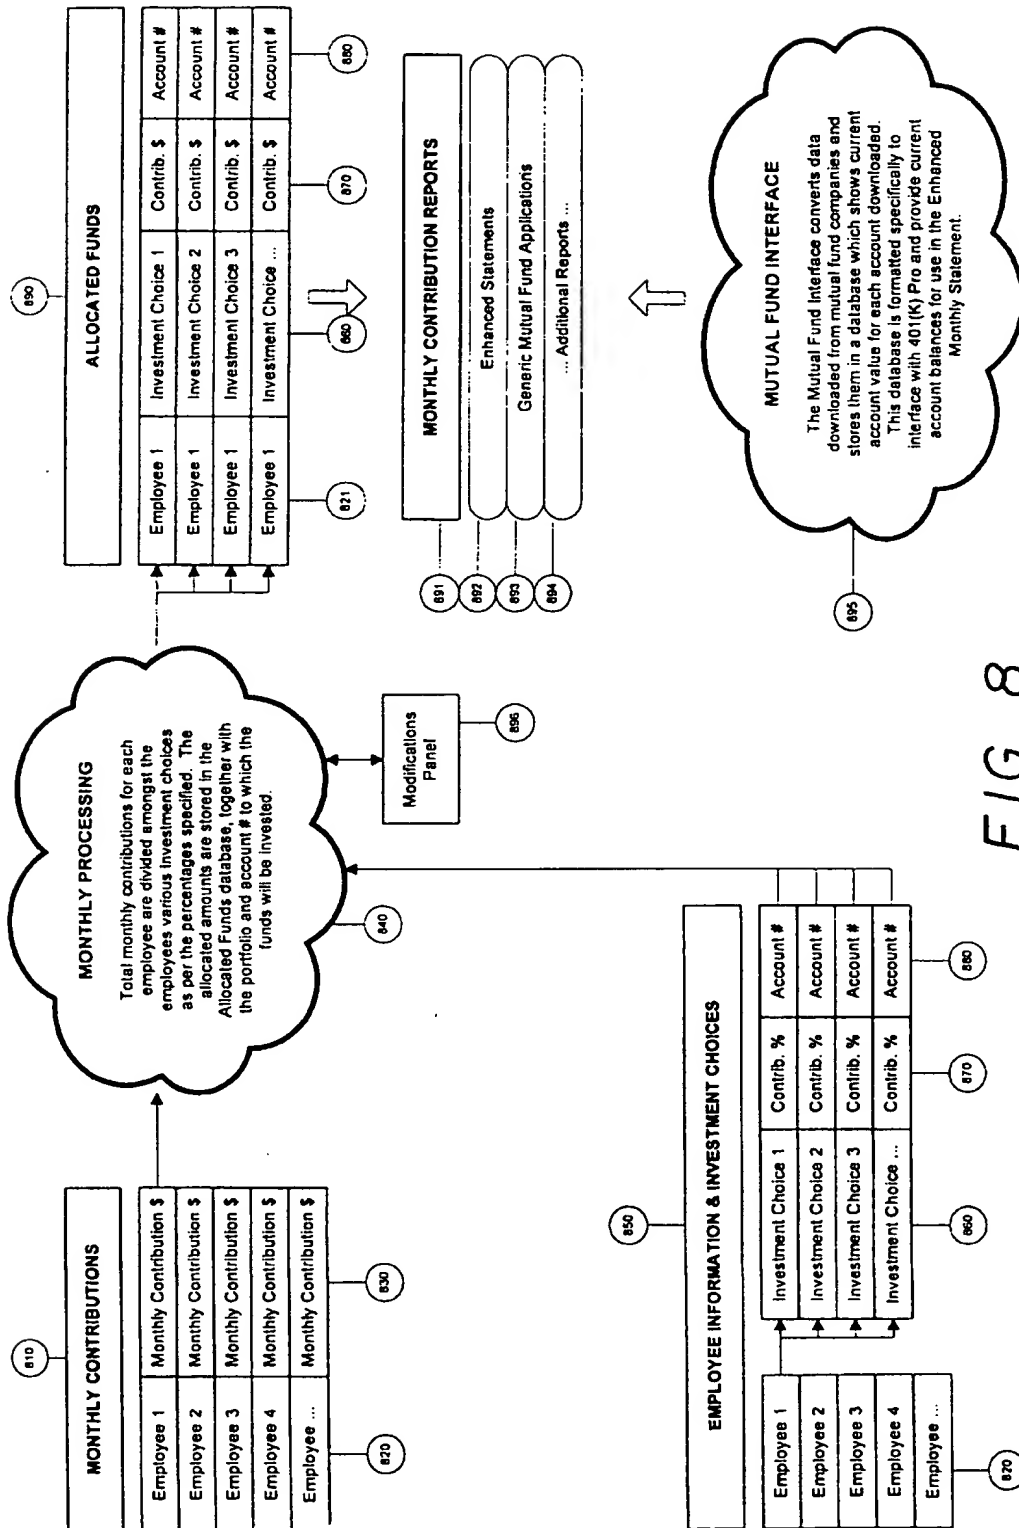 MONTHLY CONTRIBUTIONS
810
Employee 1 Monthly Contribution $
Employee 2 Monthly Contribution $
Employee 3 Monthly Contribution $
Employee 4 Monthly Contribution $
Employee ... Monthly Contribution $
820 830
MONTHLY PROCESSING
Total monthly contributions for each
employee are divided amongst the
employees various investment choices
as per the percentages specified. The
allocated amounts are stored in the
Allocated Funds database, together with
the portfolio and account # to which the
funds will be invested.
840
Modifications
Panel
896
ALLOCATED FUNDS
890
Employee 1 Investment Choice 1 Contrib. $ Account #
Employee 1 Investment Choice 2 Contrib. $ Account #
Employee 1 Investment Choice 3 Contrib. $ Account #
Employee 1 Investment Choice ... Contrib. $ Account #
821 860 870 880
MONTHLY CONTRIBUTION REPORTS
891
Enhanced Statements
892
Generic Mutual Fund Applications
893
... Additional Reports ...
894
EMPLOYEE INFORMATION & INVESTMENT CHOICES
850
Employee 1 Investment Choice 1 Contrib. % Account #
Employee 2 Investment Choice 2 Contrib. % Account #
Employee 3 Investment Choice 3 Contrib. % Account #
Employee 4 Investment Choice ... Contrib. % Account #
Employee ...
820 860 870 880
MUTUAL FUND INTERFACE
The Mutual Fund Interface converts data
downloaded from mutual fund companies and
stores them in a database which shows current
account value for each account downloaded.
This database is formatted specifically to
interface with 401(K) Pro and provide current
account balances for use in the Enhanced
Monthly Statement.
895
FIG 8